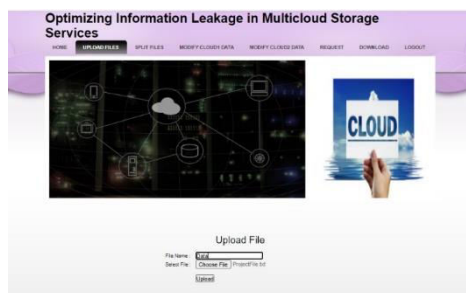 Optimizing Information Leakage in Multicloud Storage
Services
HOME UPLOAD FILES SPLIT FILES MODIFY CLOUD1 DATA MODIFY CLOUD2 DATA REQUEST DOWNLOAD LOGOUT
CLOUD
Upload File
File Name: Data
Select File: Choose File ProjectFile.txt
Upload